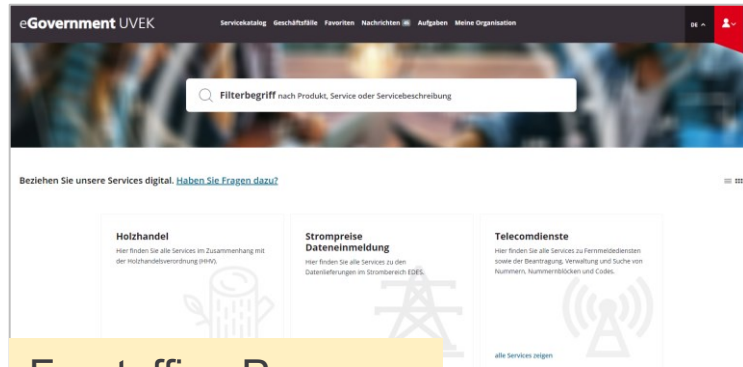 eGovernment UVEK
Servicekatalog Geschäftsfälle Favoriten Nachrichten Aufgaben Meine Organisation
DE
Filterbegriff nach Produkt, Service oder Servicebeschreibung
Beziehen Sie unsere Services digital. Haben Sie Fragen dazu?
Holzhandel
Hier finden Sie alle Services im Zusammenhang mit
der Holzhandelsverordnung (HHV).
Strompreise
Dateneinmeldung
Hier finden Sie alle Services zu den
Datenlieferungen im Strombereich EDES.
Telecomdienste
Hier finden Sie alle Services zu Fernmeldediensten
sowie der Beantragung, Verwaltung und Suche von
Nummern, Nummernblöcken und Codes.
alle Services zeigen